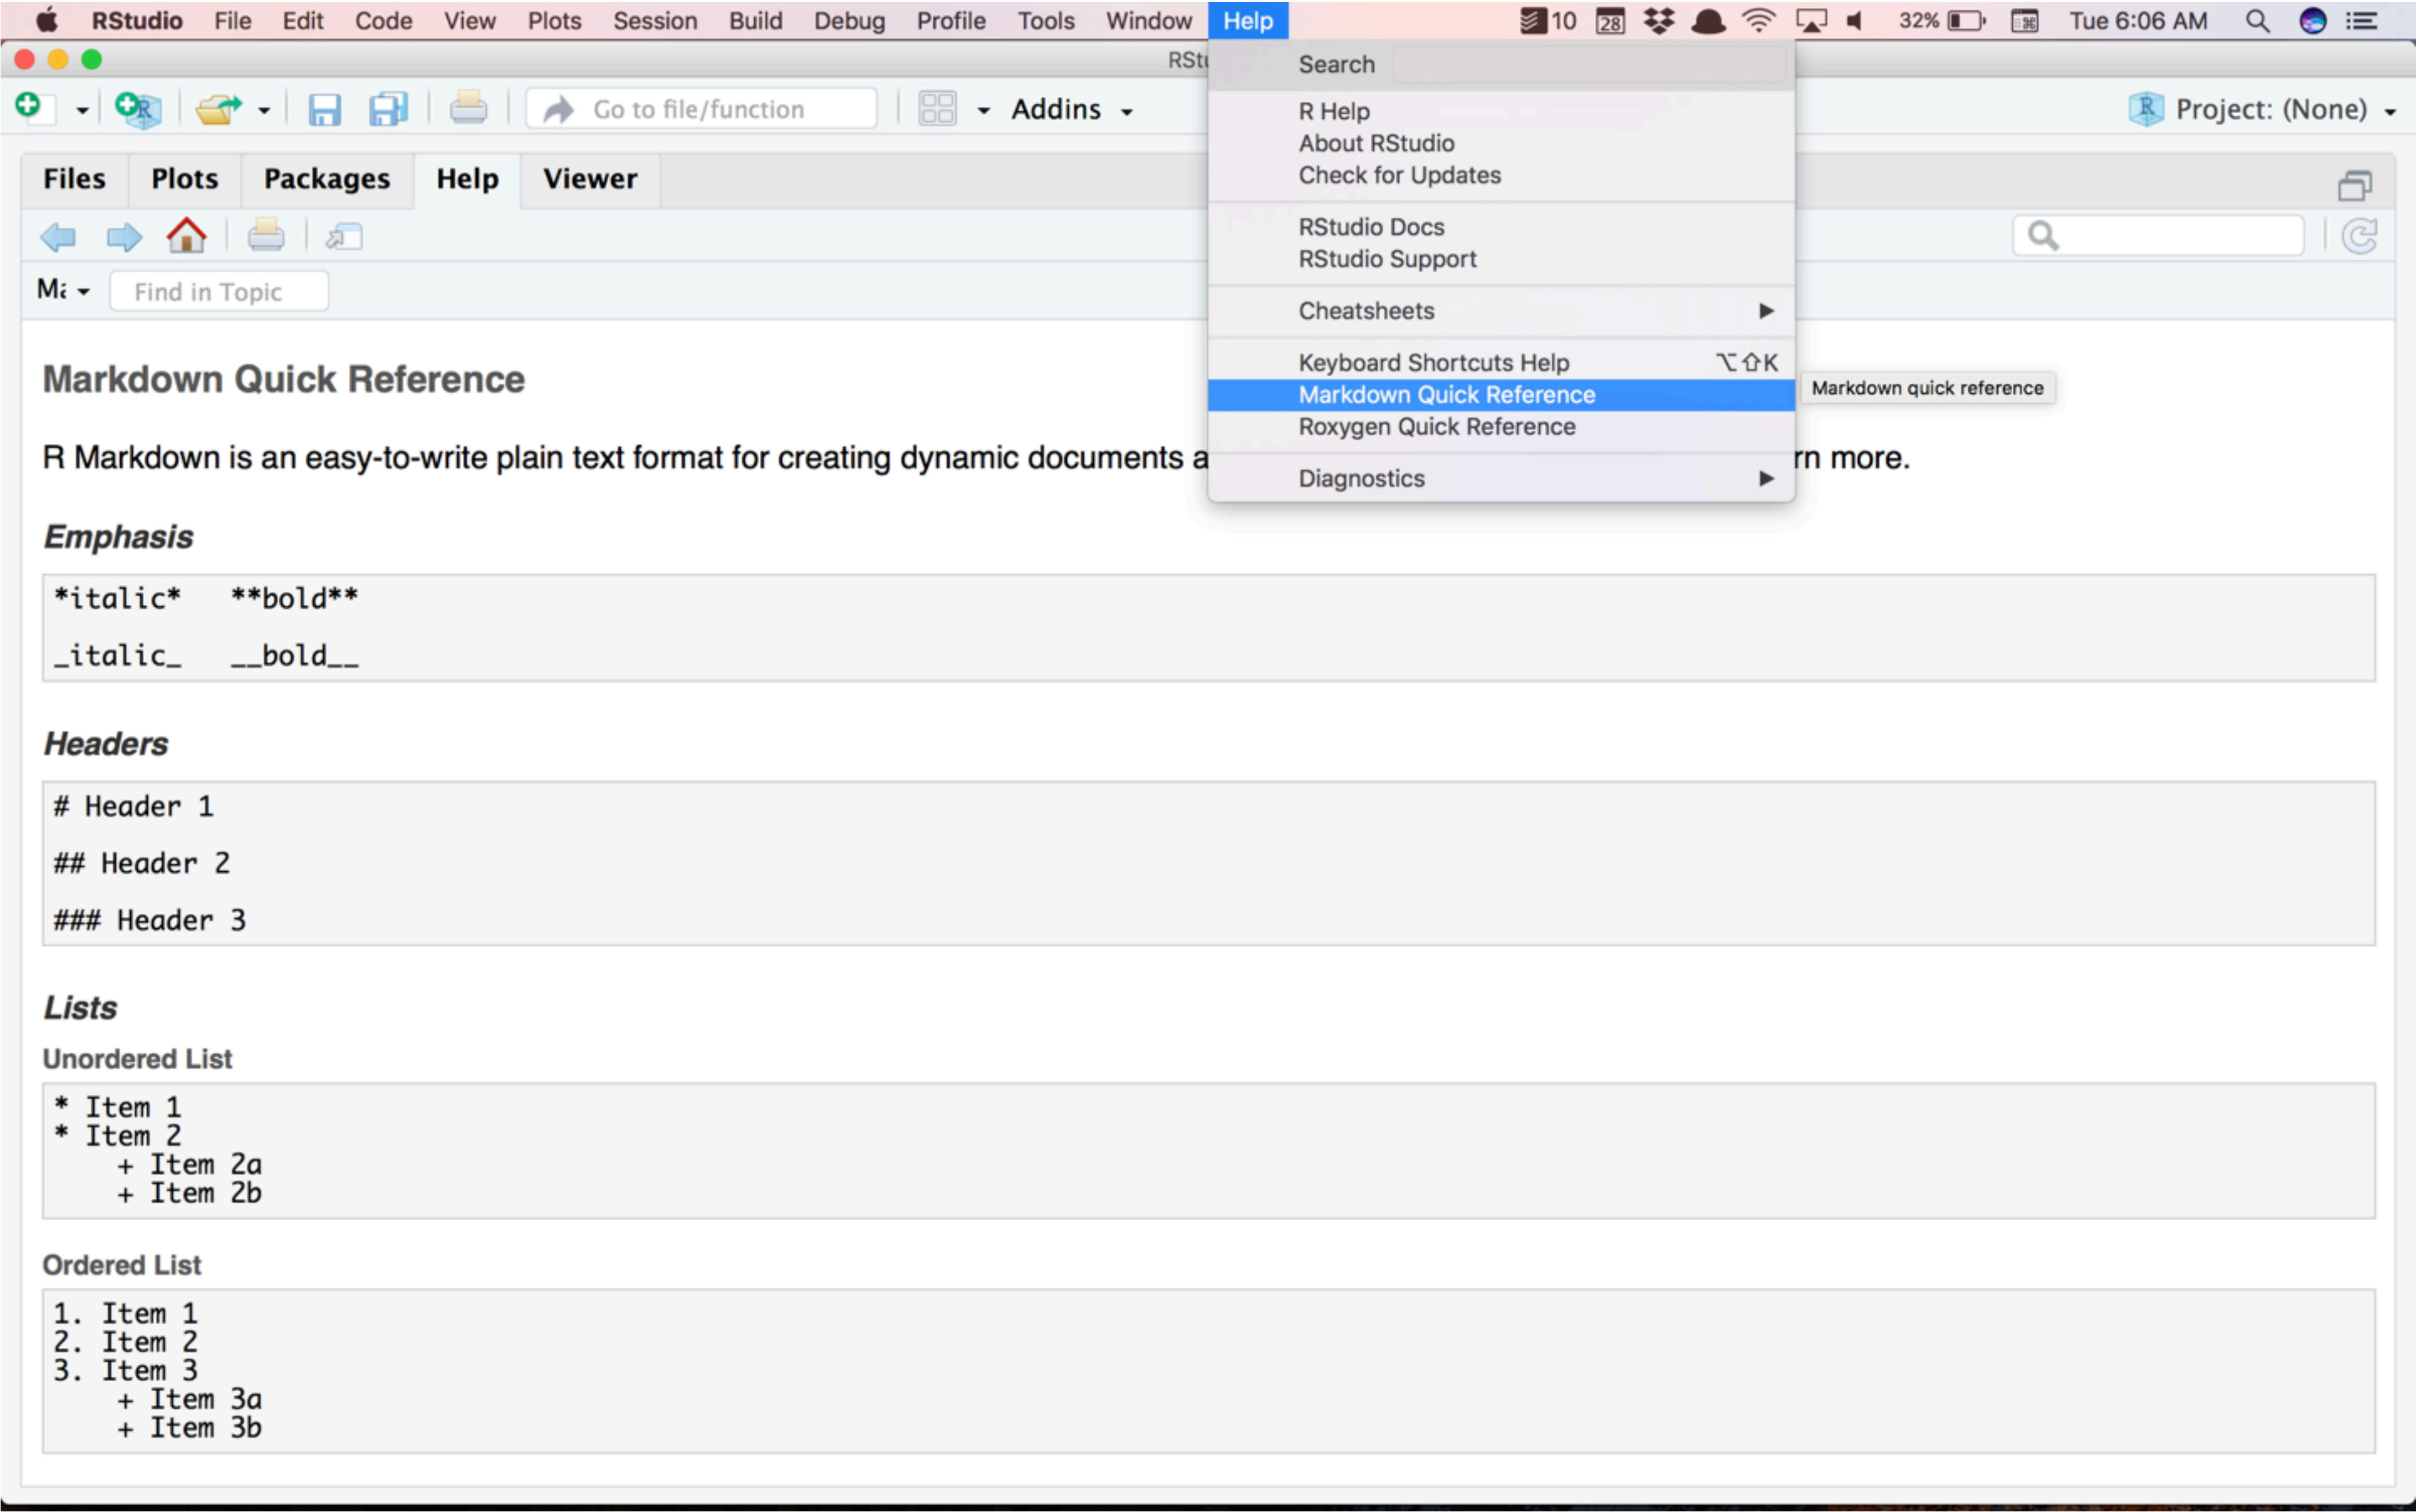 RStudio File Edit Code View Plots Session Build Debug Profile Tools Window Help 10 28 32% Tue 6:06 AM
Go to file/function Addins Project: (None)
Search
R Help
About RStudio
Check for Updates
RStudio Docs
RStudio Support
Cheatsheets
Keyboard Shortcuts Help ⌥⇧K
Markdown Quick Reference
Roxygen Quick Reference
Diagnostics
Markdown quick reference
Files Plots Packages Help Viewer
Find in Topic
Markdown Quick Reference
R Markdown is an easy-to-write plain text format for creating dynamic documents a rn more.
Emphasis
*italic* **bold**
_italic_ __bold__
Headers
# Header 1
## Header 2
### Header 3
Lists
Unordered List
* Item 1
* Item 2
+ Item 2a
+ Item 2b
Ordered List
1. Item 1
2. Item 2
3. Item 3
+ Item 3a
+ Item 3b